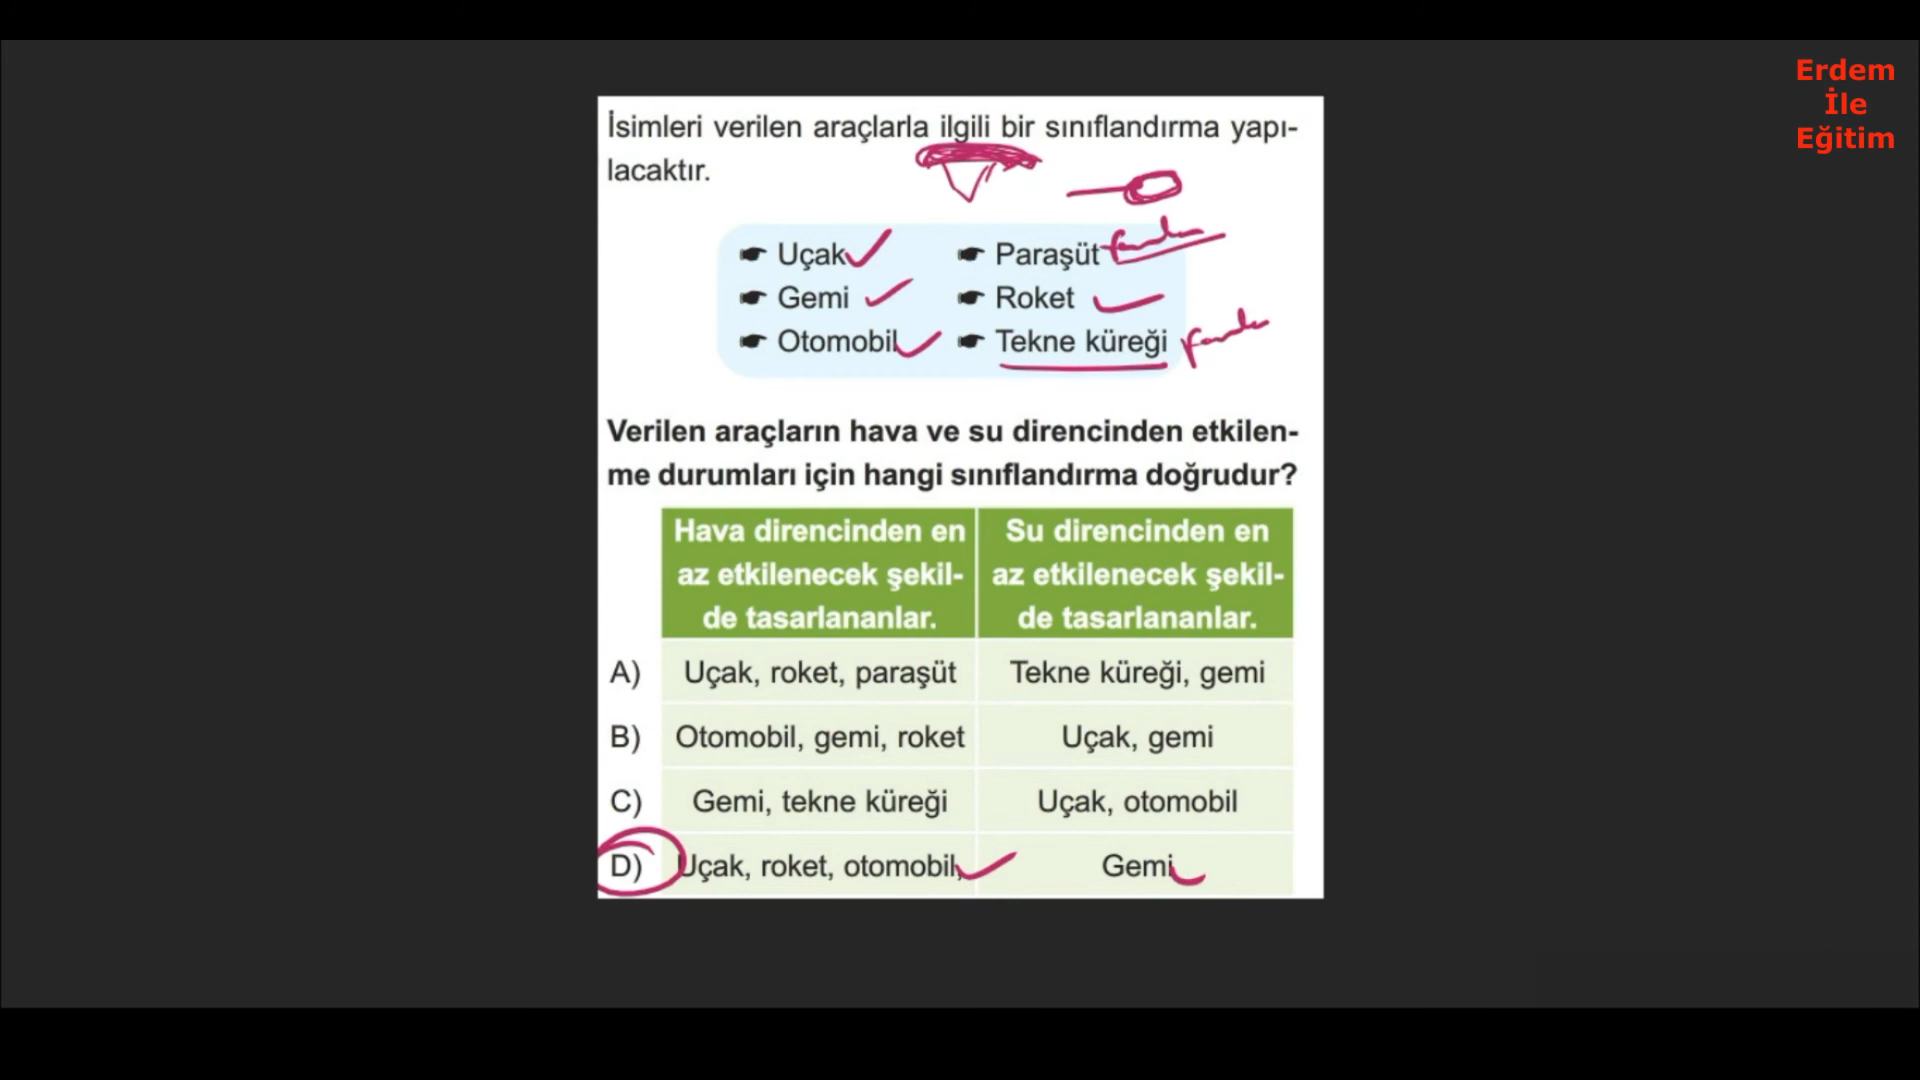 Erdem
İle
Eğitim
İsimleri verilen araçlarla ilgili bir sınıflandırma yapı-
lacaktır.
Uçak
Gemi
Otomobil
Paraşüt
Roket
Tekne küreği
Verilen araçların hava ve su direncinden etkilen-
me durumları için hangi sınıflandırma doğrudur?
Hava direncinden en
az etkilenecek şekil-
de tasarlananlar.
Su direncinden en
az etkilenecek şekil-
de tasarlananlar.
A) Uçak, roket, paraşüt Tekne küreği, gemi
B) Otomobil, gemi, roket Uçak, gemi
C) Gemi, tekne küreği Uçak, otomobil
D) Uçak, roket, otomobil, Gemi